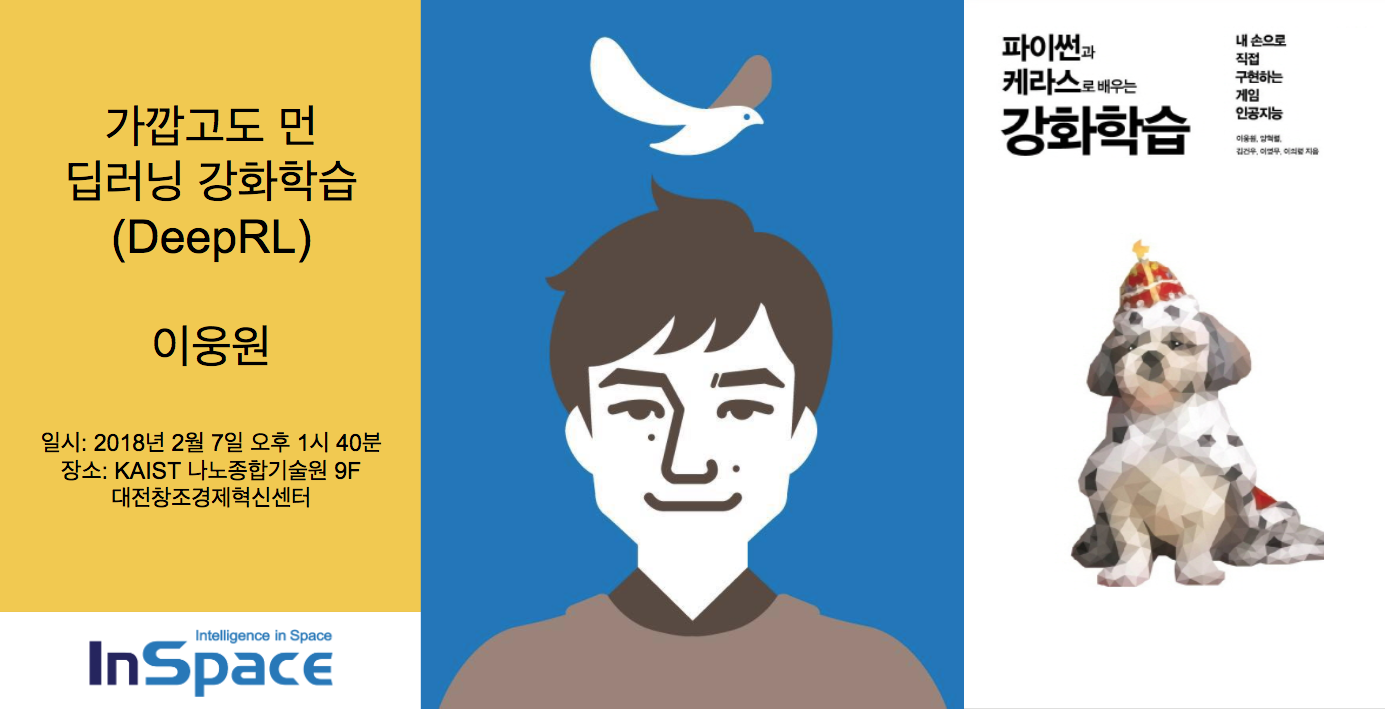 가깝고도 먼
딥러닝 강화학습
(DeepRL)
이웅원
일시: 2018년 2월 7일 오후 1시 40분
장소: KAIST 나노종합기술원 9F
대전창조경제혁신센터
Intelligence in Space
InSpace
파이썬과
케라스로 배우는
강화학습
내 손으로
직접
구현하는
게임
인공지능
이웅원, 양혁렬,
김건우, 이영무, 이의령 지음